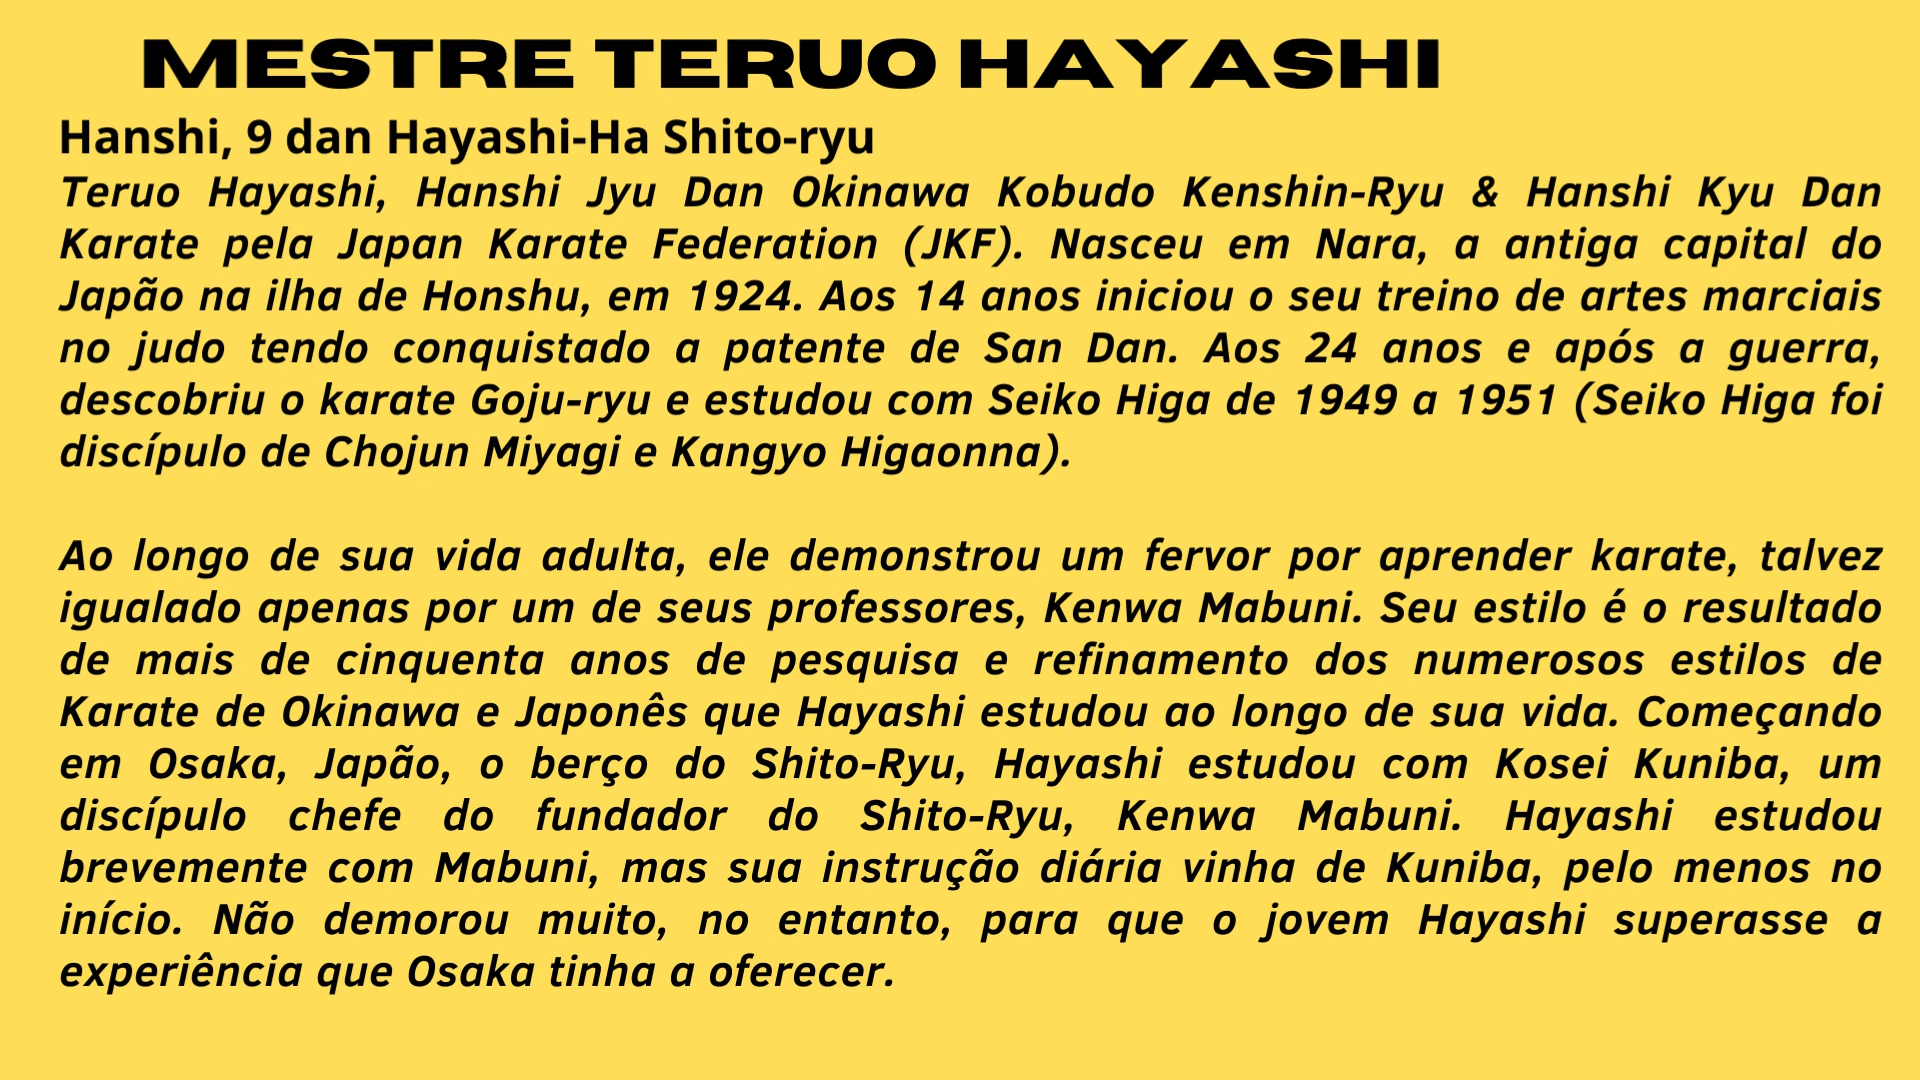 MESTRE TERUO HAYASHI
Hanshi, 9 dan Hayashi-Ha Shito-ryu
Teruo Hayashi, Hanshi Jyu Dan Okinawa Kobudo Kenshin-Ryu & Hanshi Kyu Dan
Karate pela Japan Karate Federation (JKF). Nasceu em Nara, a antiga capital do
Japão na ilha de Honshu, em 1924. Aos 14 anos iniciou o seu treino de artes marciais
no judo tendo conquistado a patente de San Dan. Aos 24 anos e após a guerra,
descobriu o karate Goju-ryu e estudou com Seiko Higa de 1949 a 1951 (Seiko Higa foi
discípulo de Chojun Miyagi e Kangyo Higaonna).
Ao longo de sua vida adulta, ele demonstrou um fervor por aprender karate, talvez
igualado apenas por um de seus professores, Kenwa Mabuni. Seu estilo é o resultado
de mais de cinquenta anos de pesquisa e refinamento dos numerosos estilos de
Karate de Okinawa e Japonês que Hayashi estudou ao longo de sua vida. Começando
em Osaka, Japão, o berço do Shito-Ryu, Hayashi estudou com Kosei Kuniba, um
discípulo chefe do fundador do Shito-Ryu, Kenwa Mabuni. Hayashi estudou
brevemente com Mabuni, mas sua instrução diária vinha de Kuniba, pelo menos no
início. Não demorou muito, no entanto, para que o jovem Hayashi superasse a
experiência que Osaka tinha a oferecer.